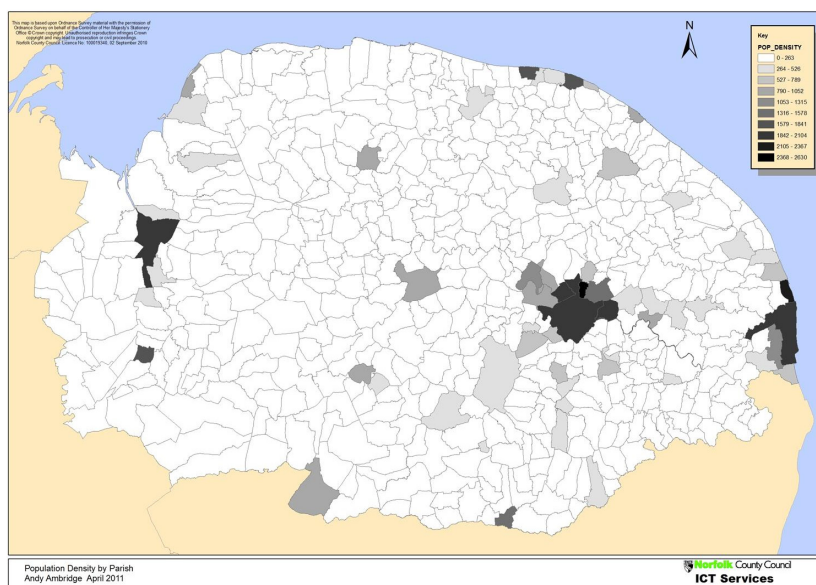 This map is based upon Ordnance Survey material with the permission of
Ordnance Survey on behalf of the Controller of Her Majesty's Stationery
Office © Crown copyright. Unauthorised reproduction infringes Crown
copyright and may lead to prosecution or civil proceedings.
Norfolk County Council. Licence No. 100019340, 02 September 2010
N
Key
POP_DENSITY
0 - 263
264 - 526
527 - 789
790 - 1052
1053 - 1315
1316 - 1578
1579 - 1841
1842 - 2104
2105 - 2367
2368 - 2630
Population Density by Parish
Andy Ambridge April 2011
Norfolk County Council
ICT Services